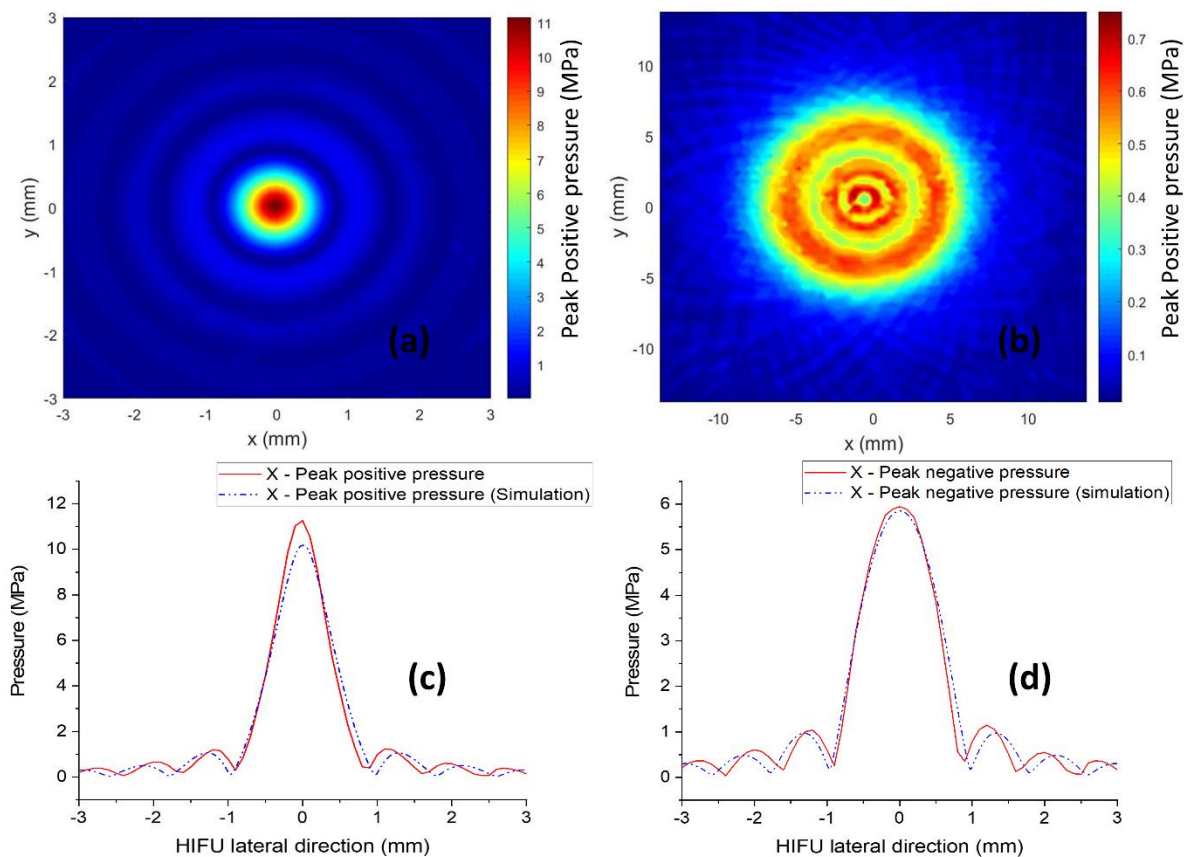 3
2
1
0
-1
-2
-3
y (mm)
-3 -2 -1 0 1 2 3
x (mm)
(a)
11
10
9
8
7
6
5
4
3
2
1
Peak Positive pressure (MPa)
10
5
0
-5
-10
y (mm)
-10 -5 0 5 10
x (mm)
(b)
0.7
0.6
0.5
0.4
0.3
0.2
0.1
Peak Positive pressure (MPa)
X - Peak positive pressure
X - Peak positive pressure (Simulation)
12
10
8
6
4
2
0
Pressure (MPa)
(c)
-3 -2 -1 0 1 2 3
HIFU lateral direction (mm)
X - Peak negative pressure
X - Peak negative pressure (simulation)
6
5
4
3
2
1
0
Pressure (MPa)
(d)
-3 -2 -1 0 1 2 3
HIFU lateral direction (mm)